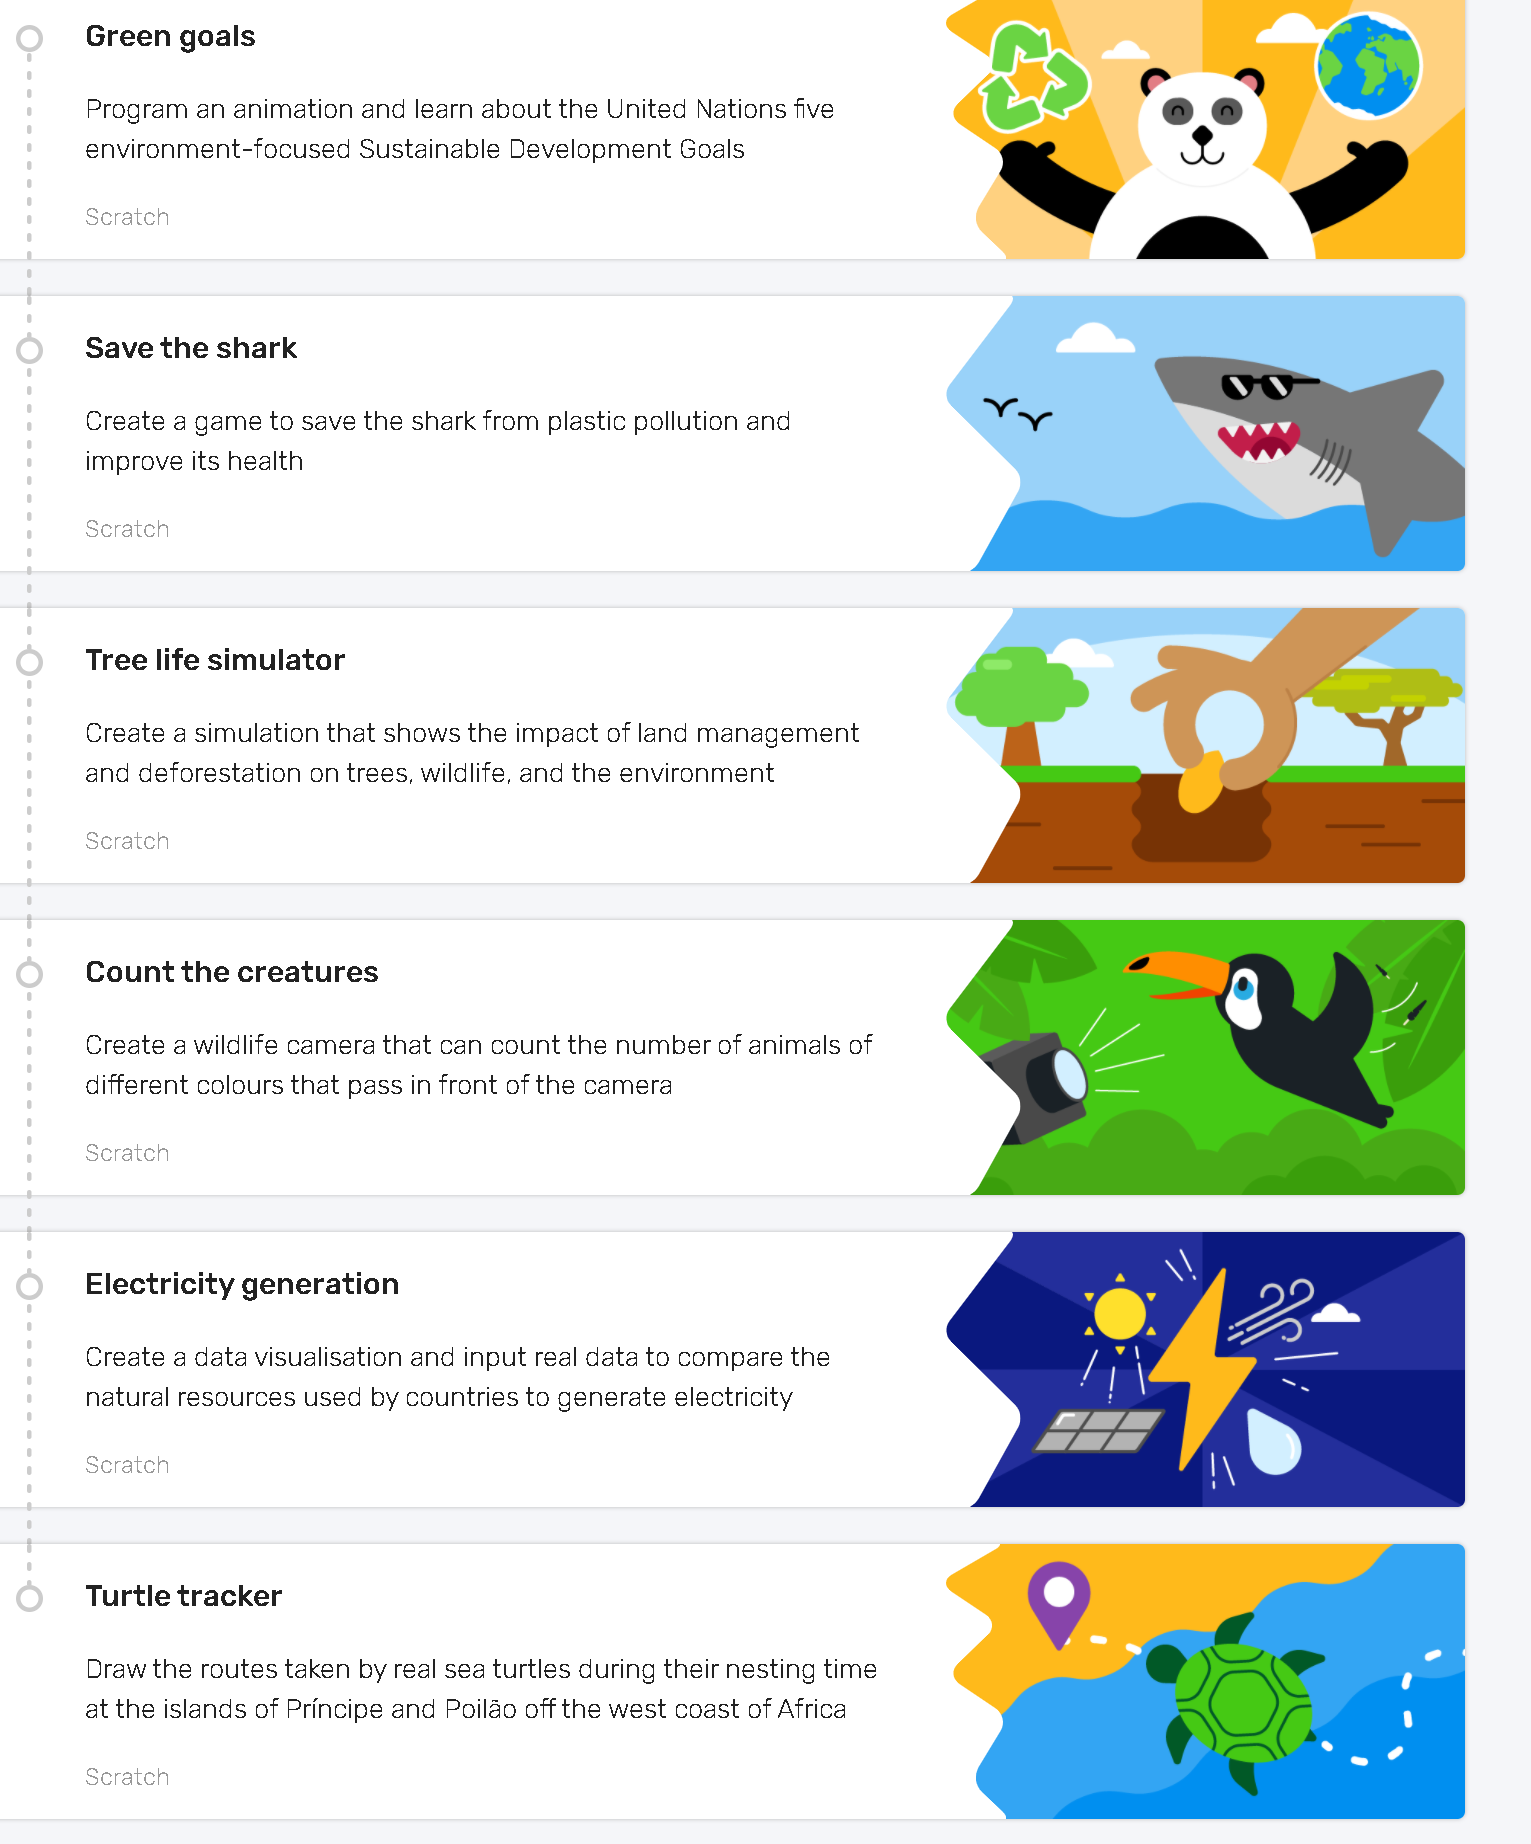 Green goals
Program an animation and learn about the United Nations five
environment-focused Sustainable Development Goals
Scratch
Save the shark
Create a game to save the shark from plastic pollution and
improve its health
Scratch
Tree life simulator
Create a simulation that shows the impact of land management
and deforestation on trees, wildlife, and the environment
Scratch
Count the creatures
Create a wildlife camera that can count the number of animals of
different colours that pass in front of the camera
Scratch
Electricity generation
Create a data visualisation and input real data to compare the
natural resources used by countries to generate electricity
Scratch
Turtle tracker
Draw the routes taken by real sea turtles during their nesting time
at the islands of Príncipe and Poilão off the west coast of Africa
Scratch